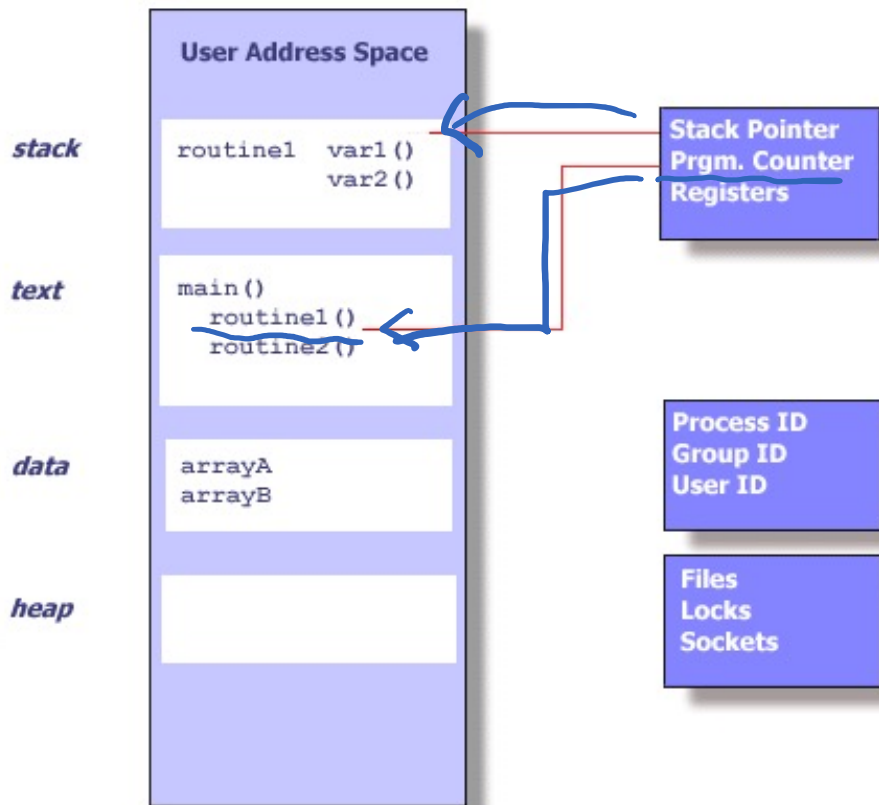 User Address Space
stack
routine1 var1()
var2()
text
main()
routine1()
routine2()
data
arrayA
arrayB
heap
Stack Pointer
Prgm. Counter
Registers
Process ID
Group ID
User ID
Files
Locks
Sockets